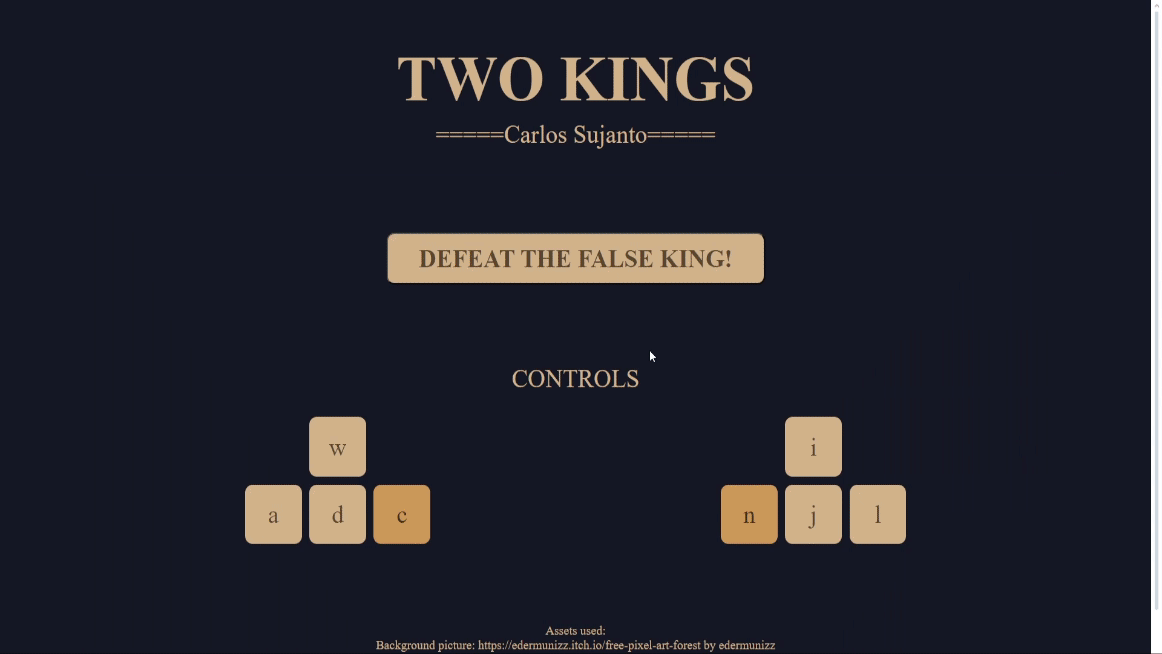 TWO KINGS
=====Carlos Sujanto=====
DEFEAT THE FALSE KING!
CONTROLS
w i
a d c n j l
Assets used:
Background picture: https://edermunizz.itch.io/free-pixel-art-forest by edermunizz